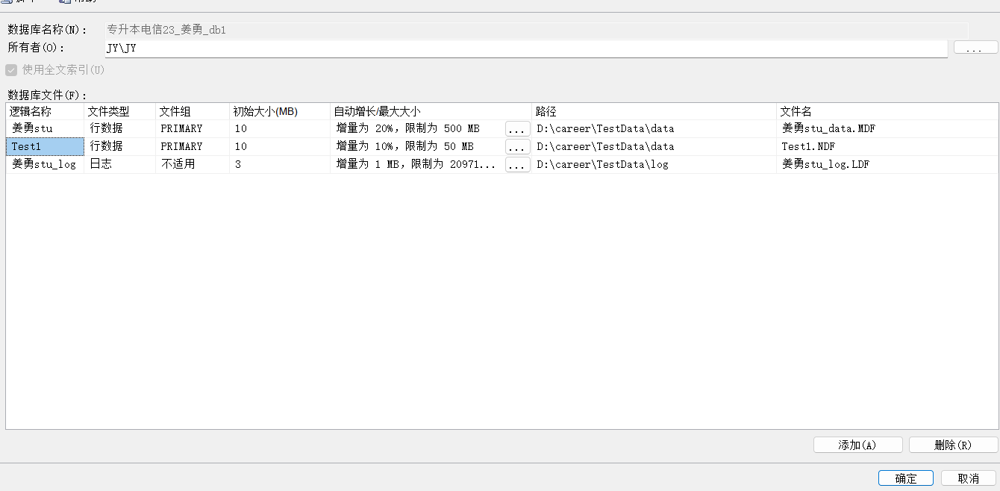 数据库名称(N)： 专升本电信23_姜勇_db1
所有者(O)： JY\JY ...
使用全文索引(U)
数据库文件(F)：
逻辑名称 文件类型 文件组 初始大小(MB) 自动增长/最大大小 路径 文件名
姜勇stu 行数据 PRIMARY 10 增量为 20%，限制为 500 MB ... D:\career\TestData\data 姜勇stu_data.MDF
Test1 行数据 PRIMARY 10 增量为 10%，限制为 50 MB ... D:\career\TestData\data Test1.NDF
姜勇stu_log 日志 不适用 3 增量为 1 MB，限制为 20971... ... D:\career\TestData\log 姜勇stu_log.LDF
添加(A) 删除(R)
确定 取消